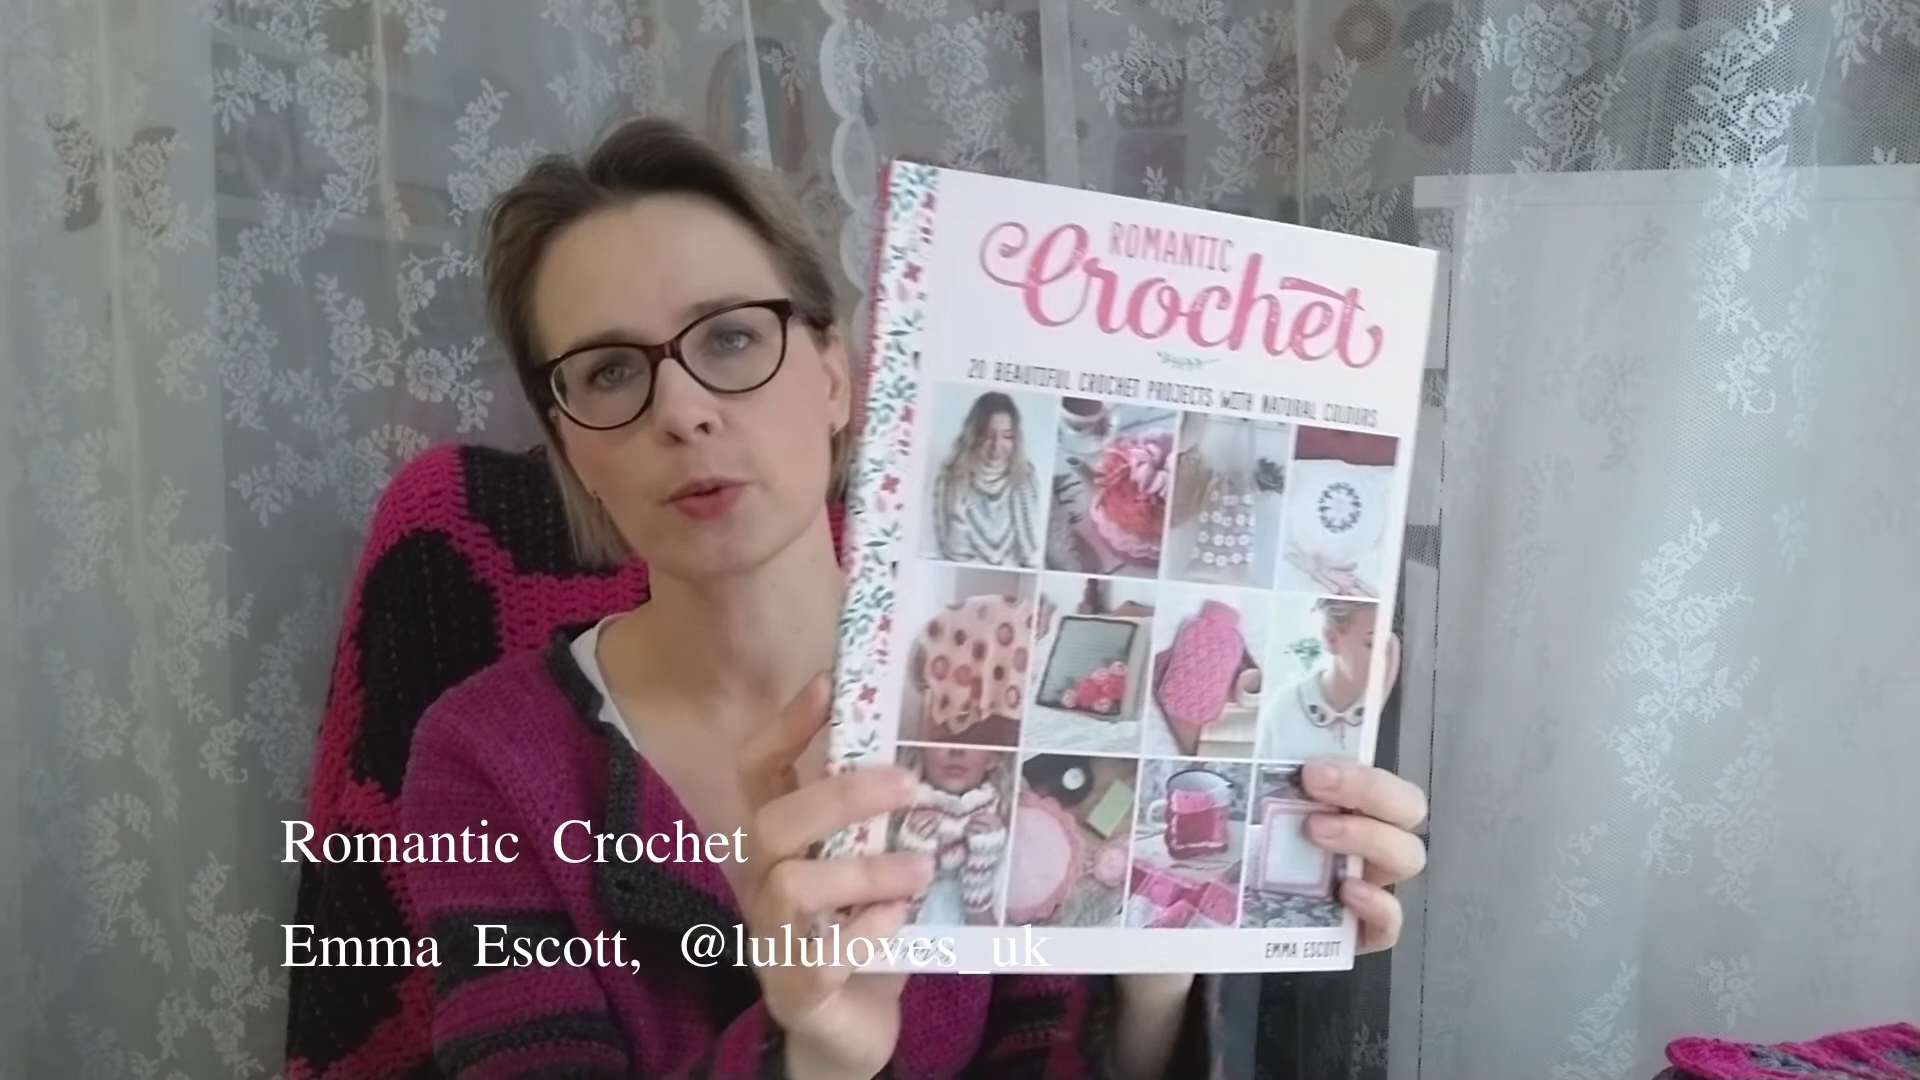 ROMANTIC
Crochet
20 BEAUTIFUL CROCHET PROJECTS WITH NATURAL COLOURS
EMMA ESCOTT
Romantic Crochet
Emma Escott, @lululoves_uk